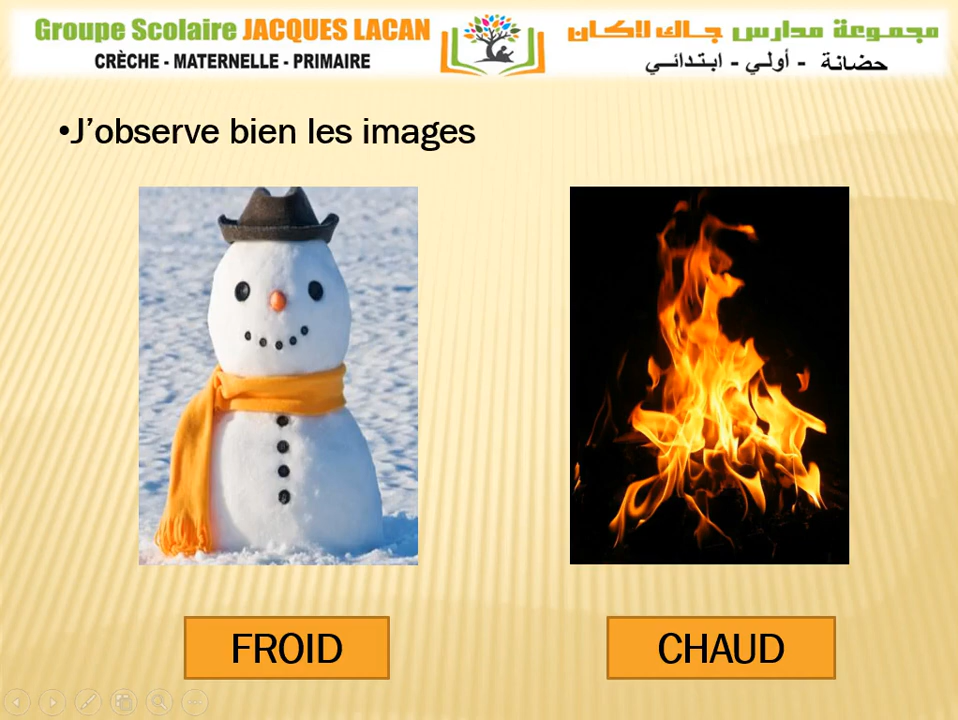 Groupe Scolaire JACQUES LACAN
CRÈCHE - MATERNELLE - PRIMAIRE
مجموعة مدارس جاك لاكان
حضانة - أولي - ابتدائي
•J'observe bien les images
FROID
CHAUD